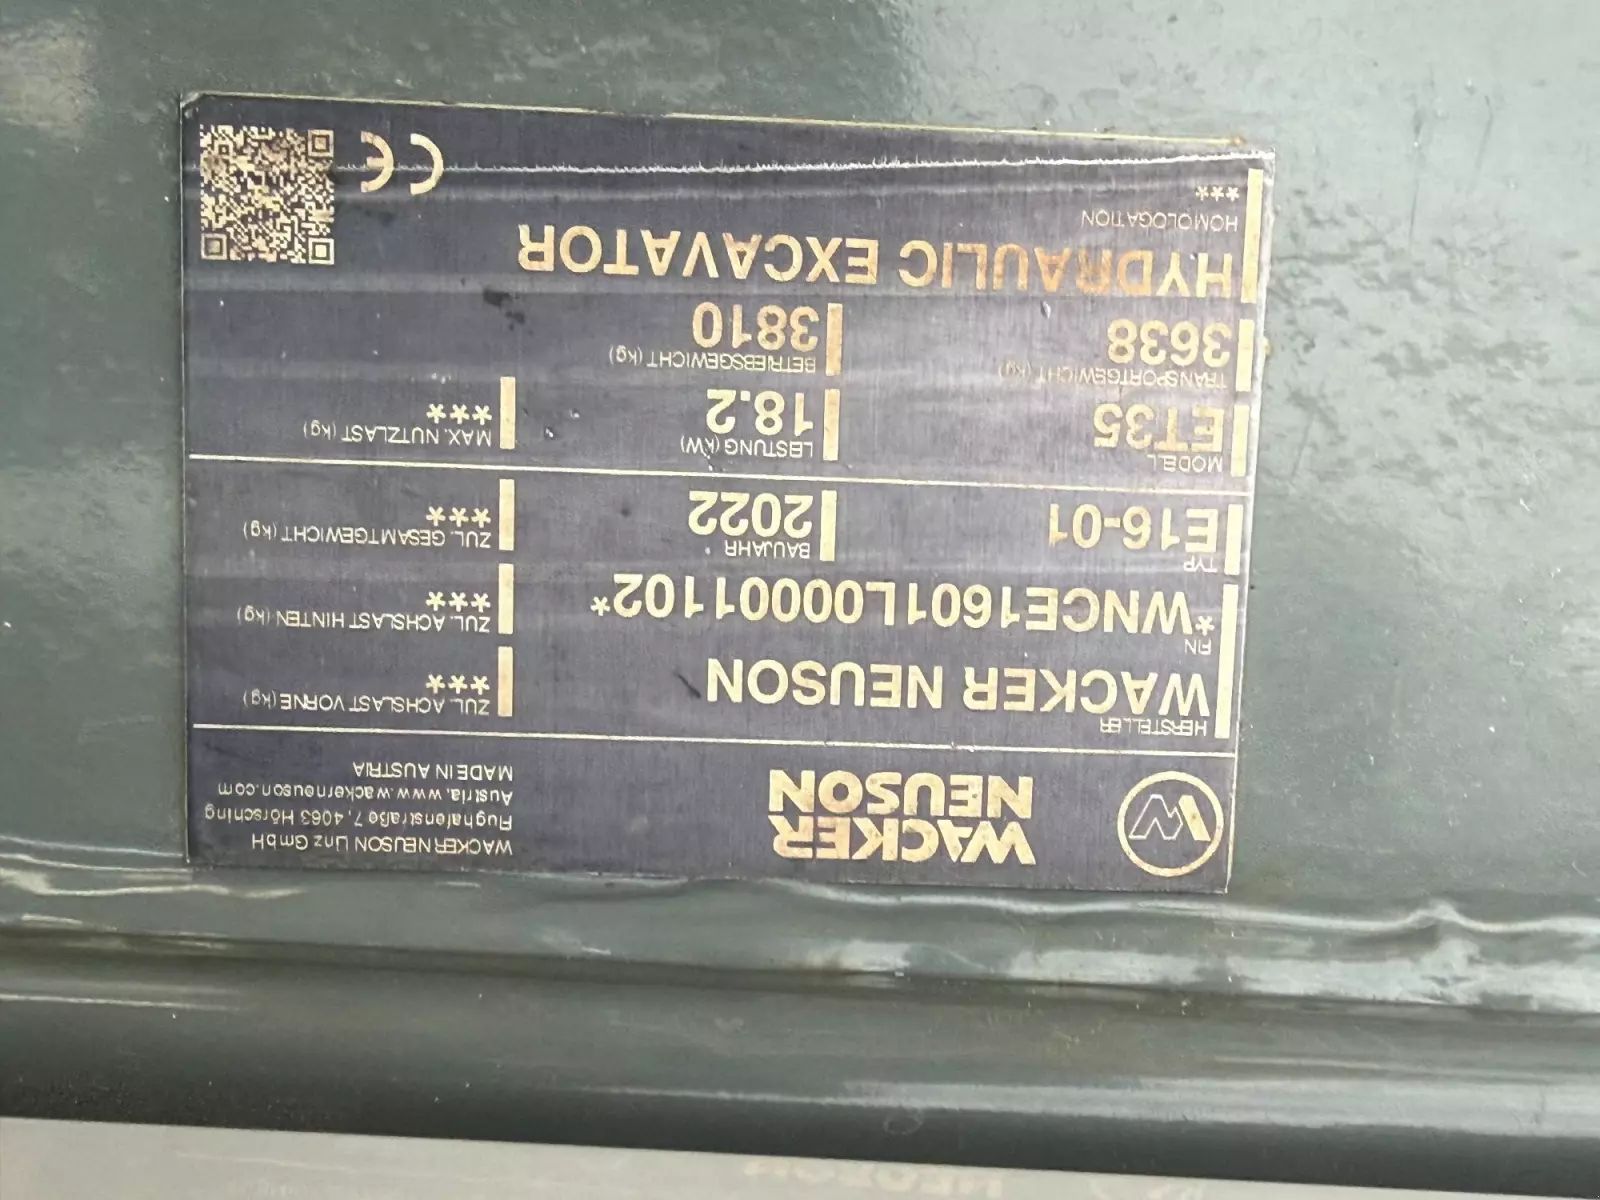 WACKER
NEUSON
WACKER NEUSON Linz GmbH
Flughafenstraße 7, 4063 Hörsching
Austria, www.wackerneuson.com
MADE IN AUSTRIA
HERSTELLER
WACKER NEUSON
ZUL. ACHSLAST VORNE (kg)
***
FIN
*WNCE1601L00001102*
ZUL. ACHSLAST HINTEN (kg)
***
TYP
E16-01
BAUJAHR
2022
ZUL. GESAMTGEWICHT (kg)
***
MODELL
ET35
LEISTUNG (kW)
18.2
MAX. NUTZLAST (kg)
***
TRANSPORTGEWICHT (kg)
3638
BETRIEBSGEWICHT (kg)
3810
HYDRAULIC EXCAVATOR
HOMOLOGATION
***
CE